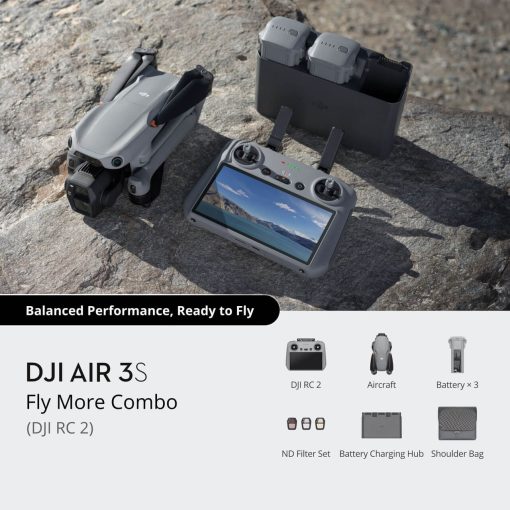 Balanced Performance, Ready to Fly
DJI AIR 3S
Fly More Combo
(DJI RC 2)
DJI RC 2
Aircraft
Battery × 3
ND Filter Set
Battery Charging Hub
Shoulder Bag